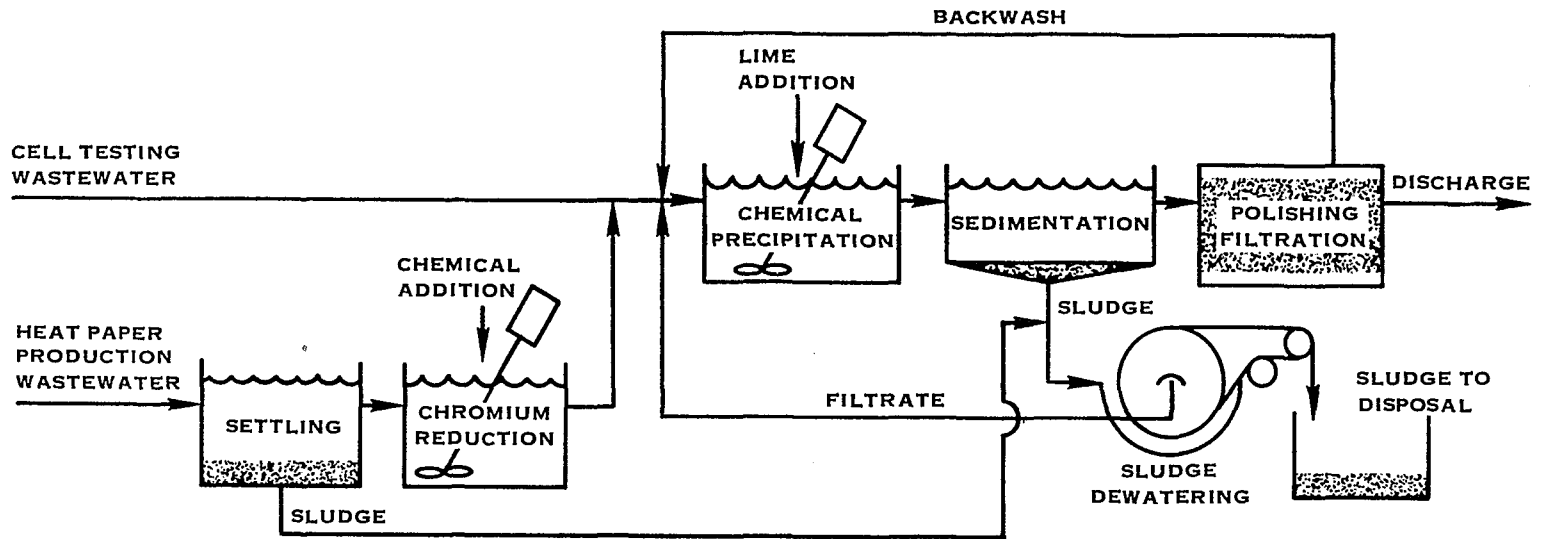 BACKWASH
LIME
ADDITION
CELL TESTING
WASTEWATER
CHEMICAL
PRECIPITATION
SEDIMENTATION
POLISHING
FILTRATION
DISCHARGE
CHEMICAL
ADDITION
SLUDGE
HEAT PAPER
PRODUCTION
WASTEWATER
SETTLING
CHROMIUM
REDUCTION
FILTRATE
SLUDGE TO
DISPOSAL
SLUDGE
DEWATERING
SLUDGE